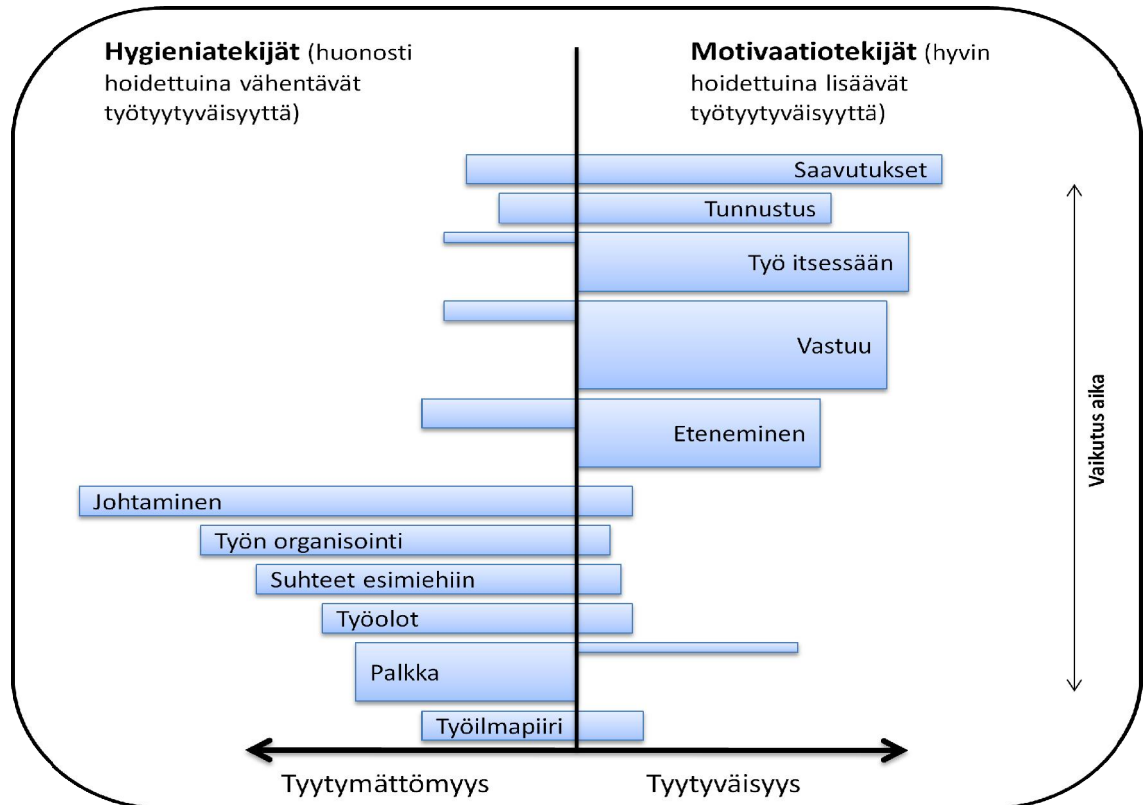 Hygieniatekijät (huonosti
hoidettuina vähentävät
työtyytyväisyyttä)
Motivaatiotekijät (hyvin
hoidettuina lisäävät
työtyytyväisyyttä)
Saavutukset
Tunnustus
Työ itsessään
Vastuu
Eteneminen
Johtaminen
Työn organisointi
Suhteet esimiehiin
Työolot
Palkka
Työilmapiiri
Vaikutus aika
Tyytymättömyys
Tyytyväisyys